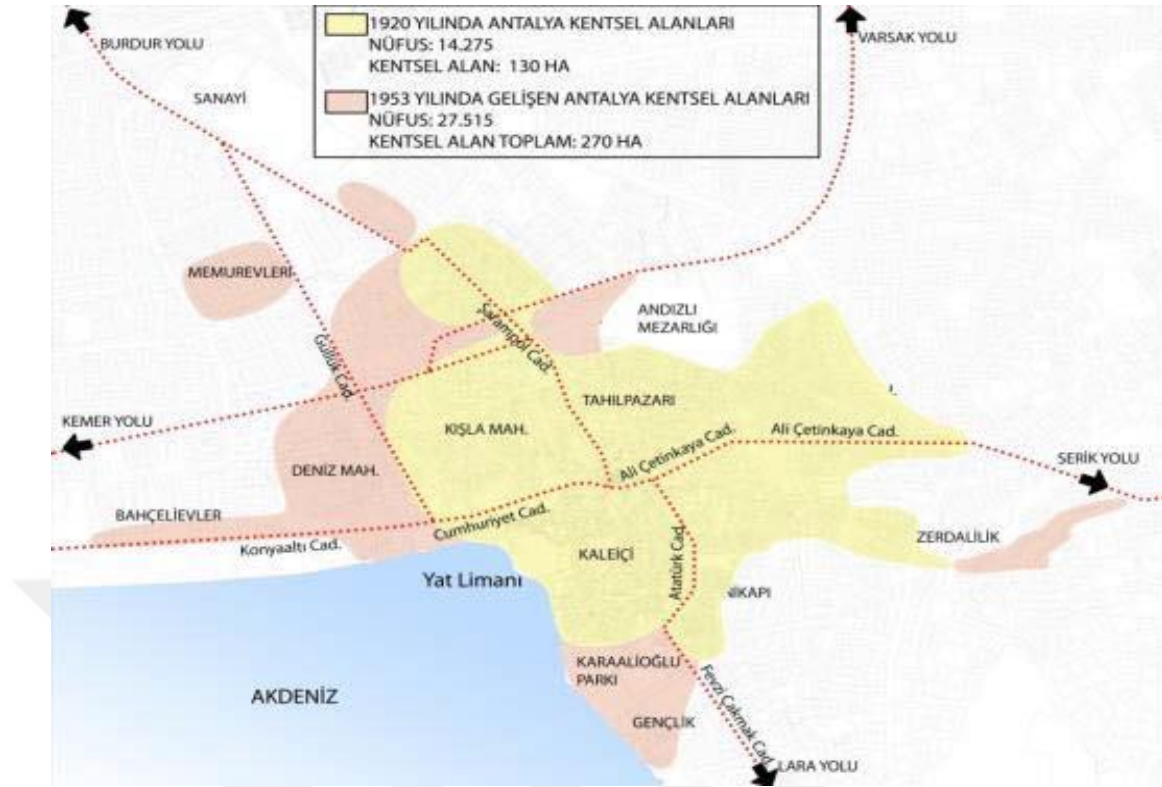 1920 YILINDA ANTALYA KENTSEL ALANLARI
NÜFUS: 14.275
KENTSEL ALAN: 130 HA
1953 YILINDA GELİŞEN ANTALYA KENTSEL ALANLARI
NÜFUS: 27.515
KENTSEL ALAN TOPLAM: 270 HA
BURDUR YOLU
VARSAK YOLU
SANAYİ
MEMUREVLERİ
ANDIZLI
MEZARLIĞI
Şarampol Cad.
Güllük Cad.
TAHILPAZARI
KEMER YOLU
KIŞLA MAH.
Ali Çetinkaya Cad.
Ali Çetinkaya Cad.
SERİK YOLU
DENİZ MAH.
BAHÇELİEVLER
Cumhuriyet Cad.
Konyaaltı Cad.
ZERDALİLİK
KALEİÇİ
Atatürk Cad.
Yat Limanı
NİKAPI
KARAALİOĞLU
PARKI
Fevzi Çakmak Cad.
AKDENİZ
GENÇLİK
LARA YOLU